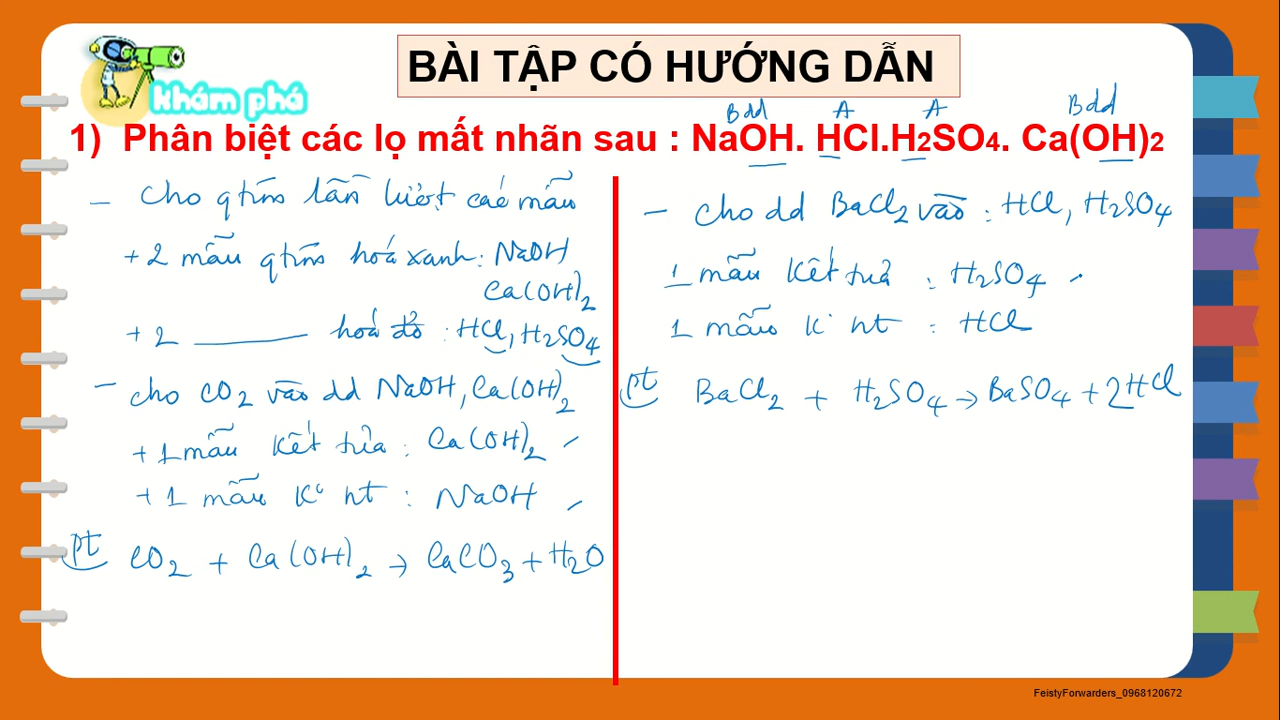 khám phá
BÀI TẬP CÓ HƯỚNG DẪN
Bdd A A Bdd
1) Phân biệt các lọ mất nhãn sau : NaOH. HCl.H2SO4. Ca(OH)2
- Cho qtím lần lượt các mẫu
+ 2 mẫu qtím hoá xanh: NaOH
Ca(OH)2
+ 2 ______ hoá đỏ : HCl, H2SO4
- cho CO2 vào dd NaOH, Ca(OH)2
+ 1 mẫu kết tủa : Ca(OH)2
+ 1 mẫu K° ht : NaOH
pt CO2 + Ca(OH)2 → CaCO3 + H2O
- cho dd BaCl2 vào : HCl, H2SO4
1 mẫu kết tủa : H2SO4
1 mẫu K° ht : HCl
pt BaCl2 + H2SO4 → BaSO4 + 2HCl
FeistyForwarders_0968120672